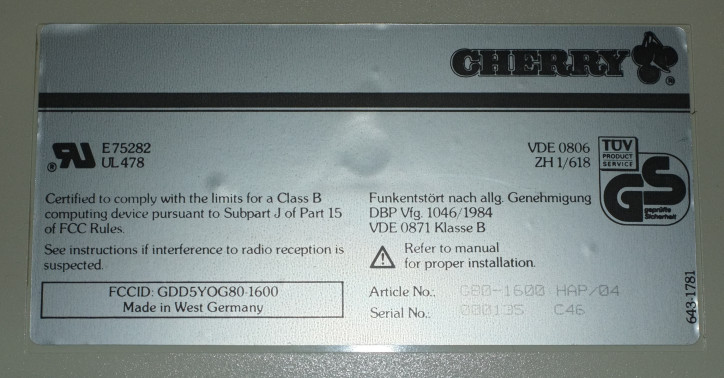 CHERRY
®
E 75282
UL 478
®
VDE 0806
ZH 1/618
TÜV
PRODUCT
SERVICE
GS
geprüfte
Sicherheit
Certified to comply with the limits for a Class B
computing device pursuant to Subpart J of Part 15
of FCC Rules.
See instructions if interference to radio reception is
suspected.
FCCID: GDD5YOG80-1600
Made in West Germany
Funkentstört nach allg. Genehmigung
DBP Vfg. 1046/1984
VDE 0871 Klasse B
Refer to manual
for proper installation.
Article No.: G80-1600 HAP/04
Serial No.: 000135 C46
643-1781